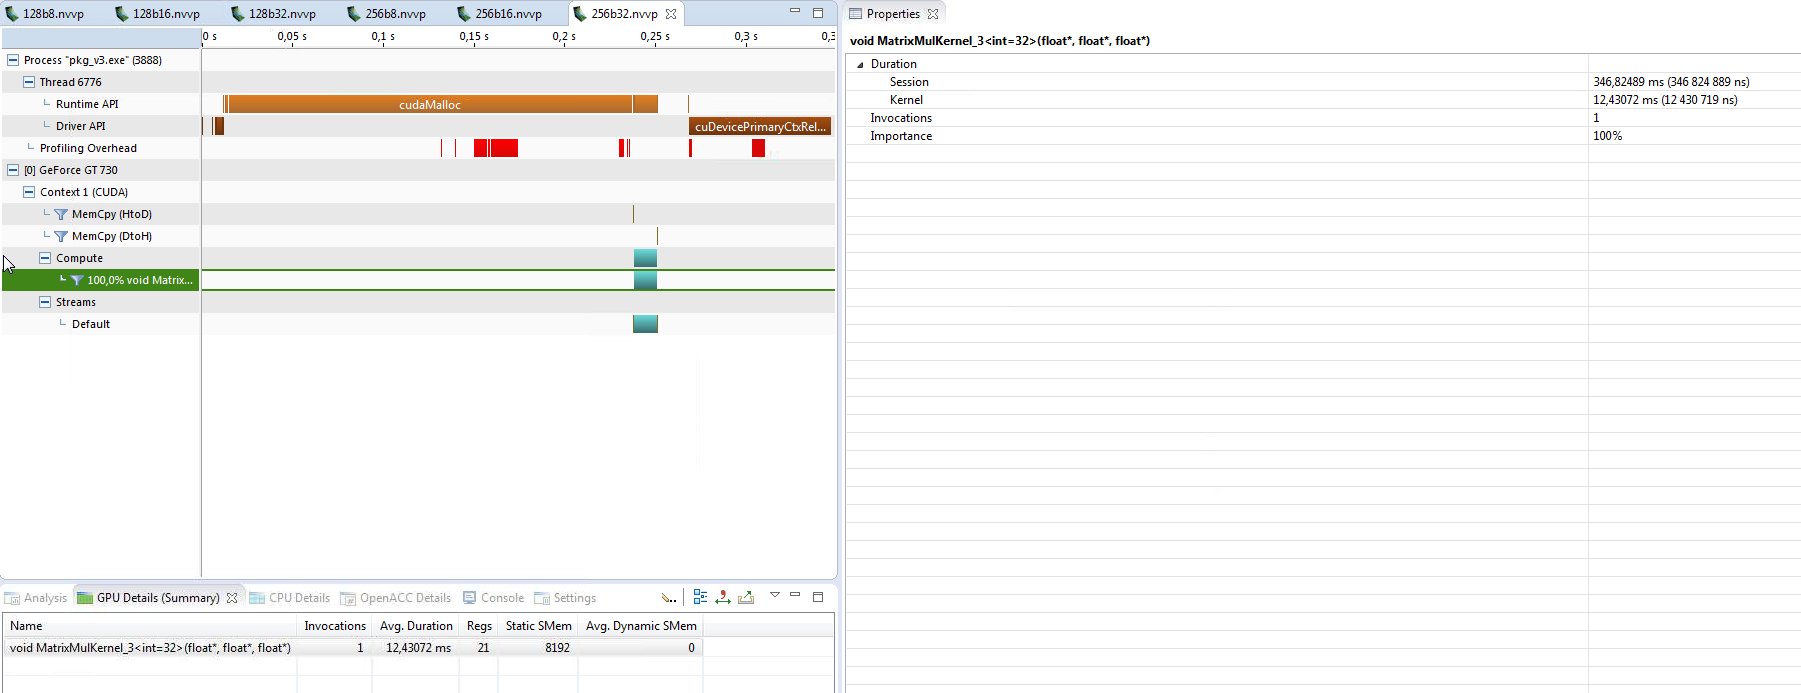 128b8.nvvp 128b16.nvvp 128b32.nvvp 256b8.nvvp 256b16.nvvp 256b32.nvvp
0 s 0,05 s 0,1 s 0,15 s 0,2 s 0,25 s 0,3 s 0,3
Process "pkg_v3.exe" (3888)
Thread 6776
Runtime API cudaMalloc
Driver API cuDevicePrimaryCtxRel...
Profiling Overhead
[0] GeForce GT 730
Context 1 (CUDA)
MemCpy (HtoD)
MemCpy (DtoH)
Compute
100,0% void Matrix...
Streams
Default
Analysis GPU Details (Summary) CPU Details OpenACC Details Console Settings
Name Invocations Avg. Duration Regs Static SMem Avg. Dynamic SMem
void MatrixMulKernel_3<int=32>(float*, float*, float*) 1 12,43072 ms 21 8192 0
Properties
void MatrixMulKernel_3<int=32>(float*, float*, float*)
Duration
Session 346,82489 ms (346 824 889 ns)
Kernel 12,43072 ms (12 430 719 ns)
Invocations 1
Importance 100%